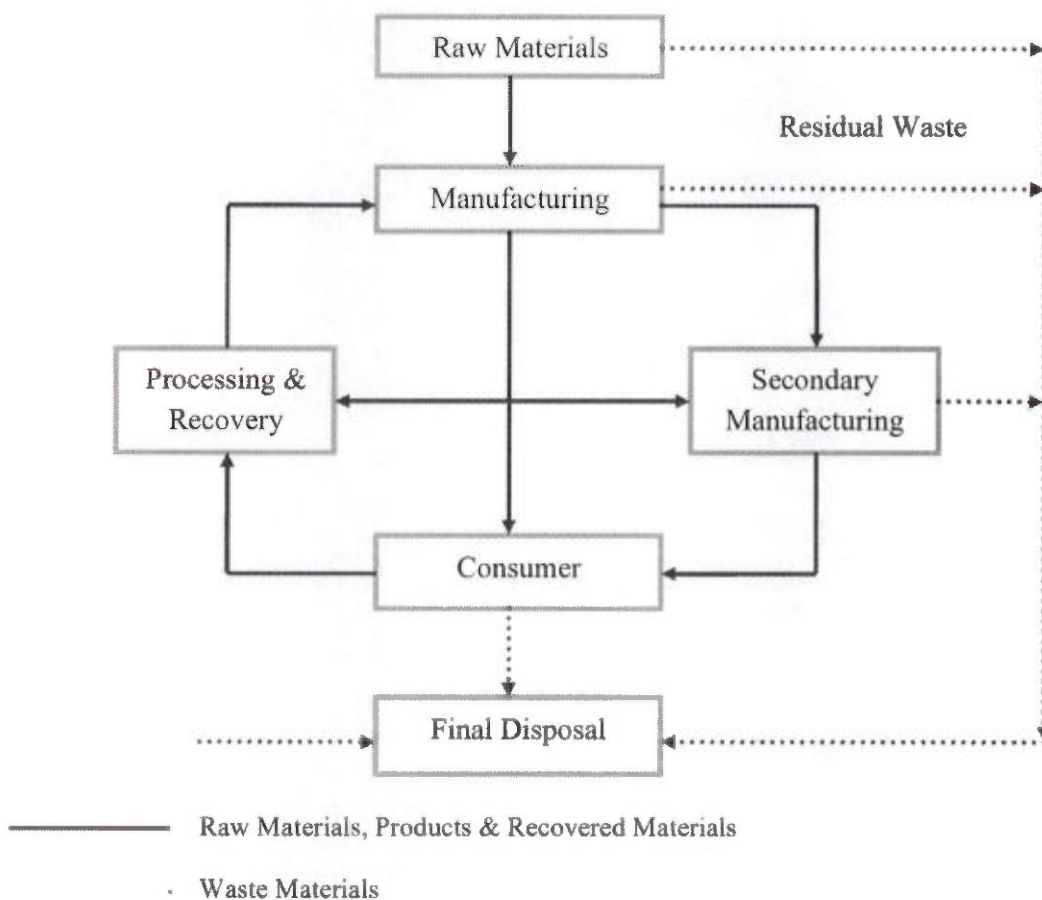 Raw Materials
Residual Waste
Manufacturing
Processing &
Recovery
Secondary
Manufacturing
Consumer
Final Disposal
Raw Materials, Products & Recovered Materials
Waste Materials